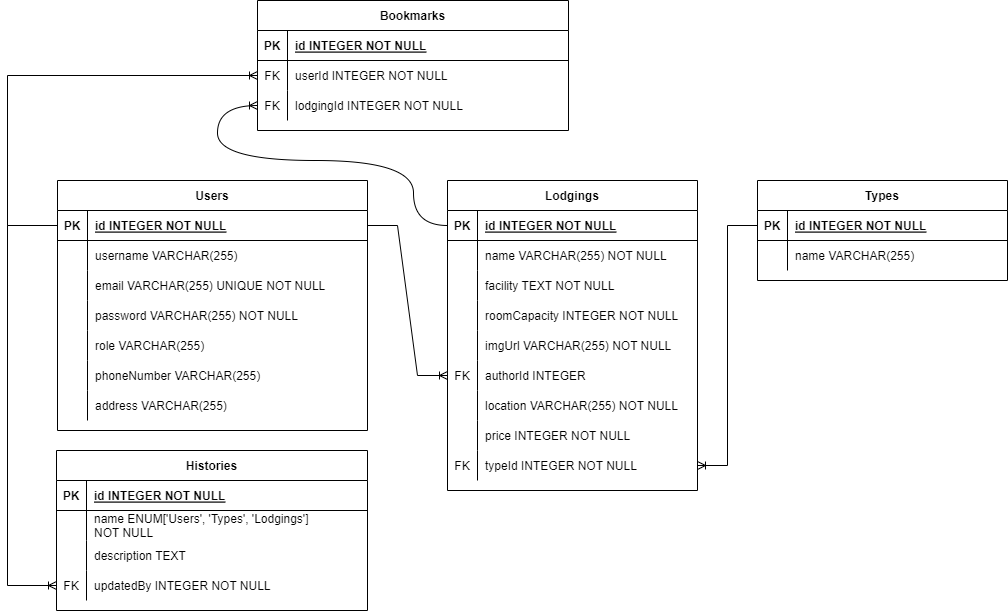 Bookmarks
PK id INTEGER NOT NULL
FK userId INTEGER NOT NULL
FK lodgingId INTEGER NOT NULL
Users
PK id INTEGER NOT NULL
username VARCHAR(255)
email VARCHAR(255) UNIQUE NOT NULL
password VARCHAR(255) NOT NULL
role VARCHAR(255)
phoneNumber VARCHAR(255)
address VARCHAR(255)
Lodgings
PK id INTEGER NOT NULL
name VARCHAR(255) NOT NULL
facility TEXT NOT NULL
roomCapacity INTEGER NOT NULL
imgUrl VARCHAR(255) NOT NULL
FK authorId INTEGER
location VARCHAR(255) NOT NULL
price INTEGER NOT NULL
FK typeId INTEGER NOT NULL
Types
PK id INTEGER NOT NULL
name VARCHAR(255)
Histories
PK id INTEGER NOT NULL
name ENUM['Users', 'Types', 'Lodgings']
NOT NULL
description TEXT
FK updatedBy INTEGER NOT NULL